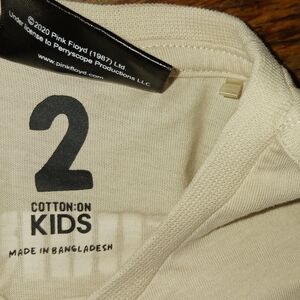 ©2020 Pink Floyd (1987) Ltd.
Under license to Perryscope Productions LLC
www.pinkfloyd.com
2
COTTON:ON
KIDS
MADE IN BANGLADESH